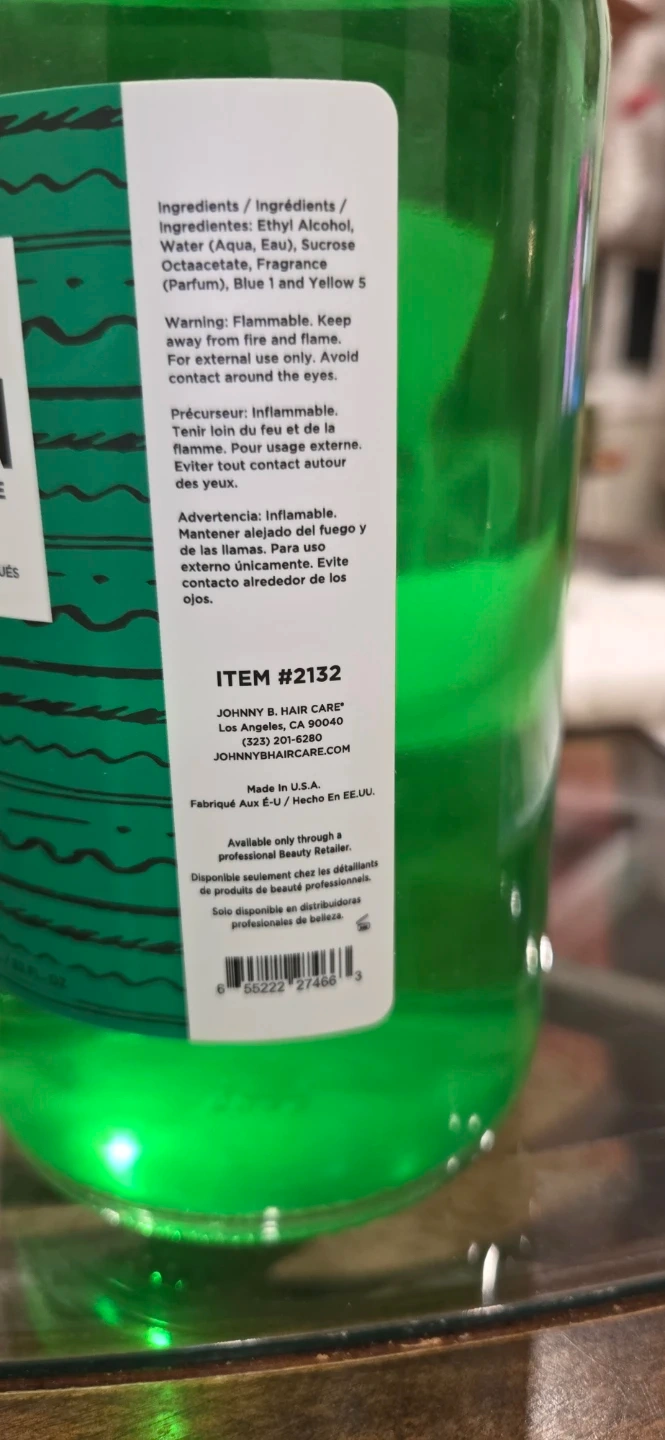 Ingredients / Ingrédients /
Ingredientes: Ethyl Alcohol,
Water (Aqua, Eau), Sucrose
Octaacetate, Fragrance
(Parfum), Blue 1 and Yellow 5
Warning: Flammable. Keep
away from fire and flame.
For external use only. Avoid
contact around the eyes.
Précurseur: Inflammable.
Tenir loin du feu et de la
flamme. Pour usage externe.
Eviter tout contact autour
des yeux.
Advertencia: Inflamable.
Mantener alejado del fuego y
de las llamas. Para uso
externo únicamente. Evite
contacto alrededor de los
ojos.
ITEM #2132
JOHNNY B. HAIR CARE®
Los Angeles, CA 90040
(323) 201-6280
JOHNNYBHAIRCARE.COM
Made In U.S.A.
Fabriqué Aux É-U / Hecho En EE.UU.
Available only through a
professional Beauty Retailer.
Disponible seulement chez les détaillants
de produits de beauté professionnels.
Solo disponible en distribuidoras
profesionales de belleza.
6 55222 27466 3